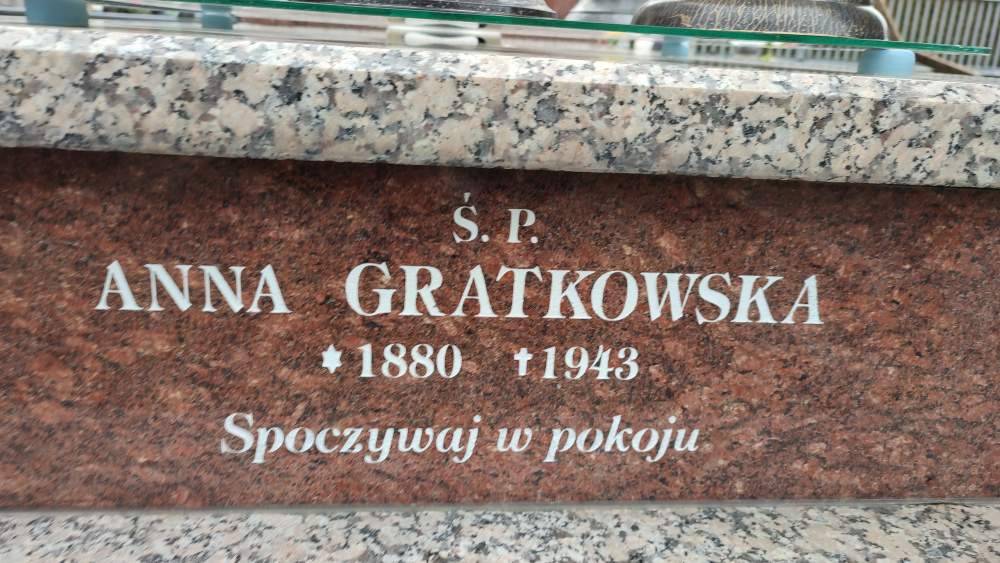 Ś. P.
ANNA GRATKOWSKA
✶1880 ✝1943
Spoczywaj w pokoju